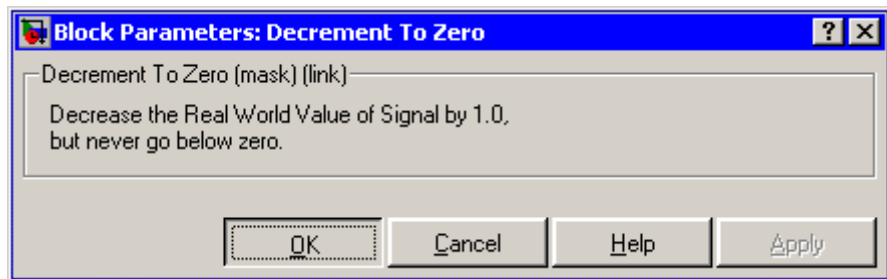 Block Parameters: Decrement To Zero
Decrement To Zero (mask) (link)
Decrease the Real World Value of Signal by 1.0,
but never go below zero.
OK Cancel Help Apply